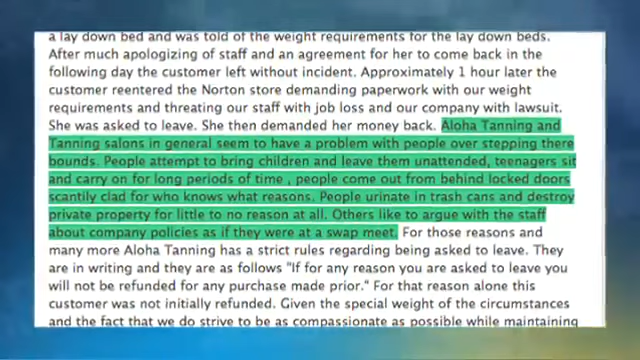 a lay down bed and was told of the weight requirements for the lay down beds.
After much apologizing of staff and an agreement for her to come back in the
following day the customer left without incident. Approximately 1 hour later the
customer reentered the Norton store demanding paperwork with our weight
requirements and threating our staff with job loss and our company with lawsuit.
She was asked to leave. She then demanded her money back. Aloha Tanning and
Tanning salons in general seem to have a problem with people over stepping there
bounds. People attempt to bring children and leave them unattended, teenagers sit
and carry on for long periods of time , people come out from behind locked doors
scantily clad for who knows what reasons. People urinate in trash cans and destroy
private property for little to no reason at all. Others like to argue with the staff
about company policies as if they were at a swap meet. For those reasons and
many more Aloha Tanning has a strict rules regarding being asked to leave. They
are in writing and they are as follows "If for any reason you are asked to leave you
will not be refunded for any purchase made prior." For that reason alone this
customer was not initially refunded. Given the special weight of the circumstances
and the fact that we do strive to be as compassionate as possible while maintaining